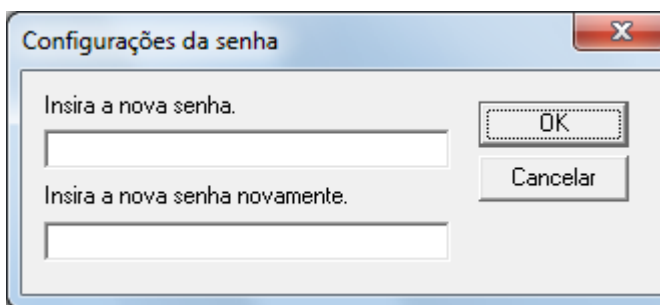 Configurações da senha
Insira a nova senha.
OK
Cancelar
Insira a nova senha novamente.